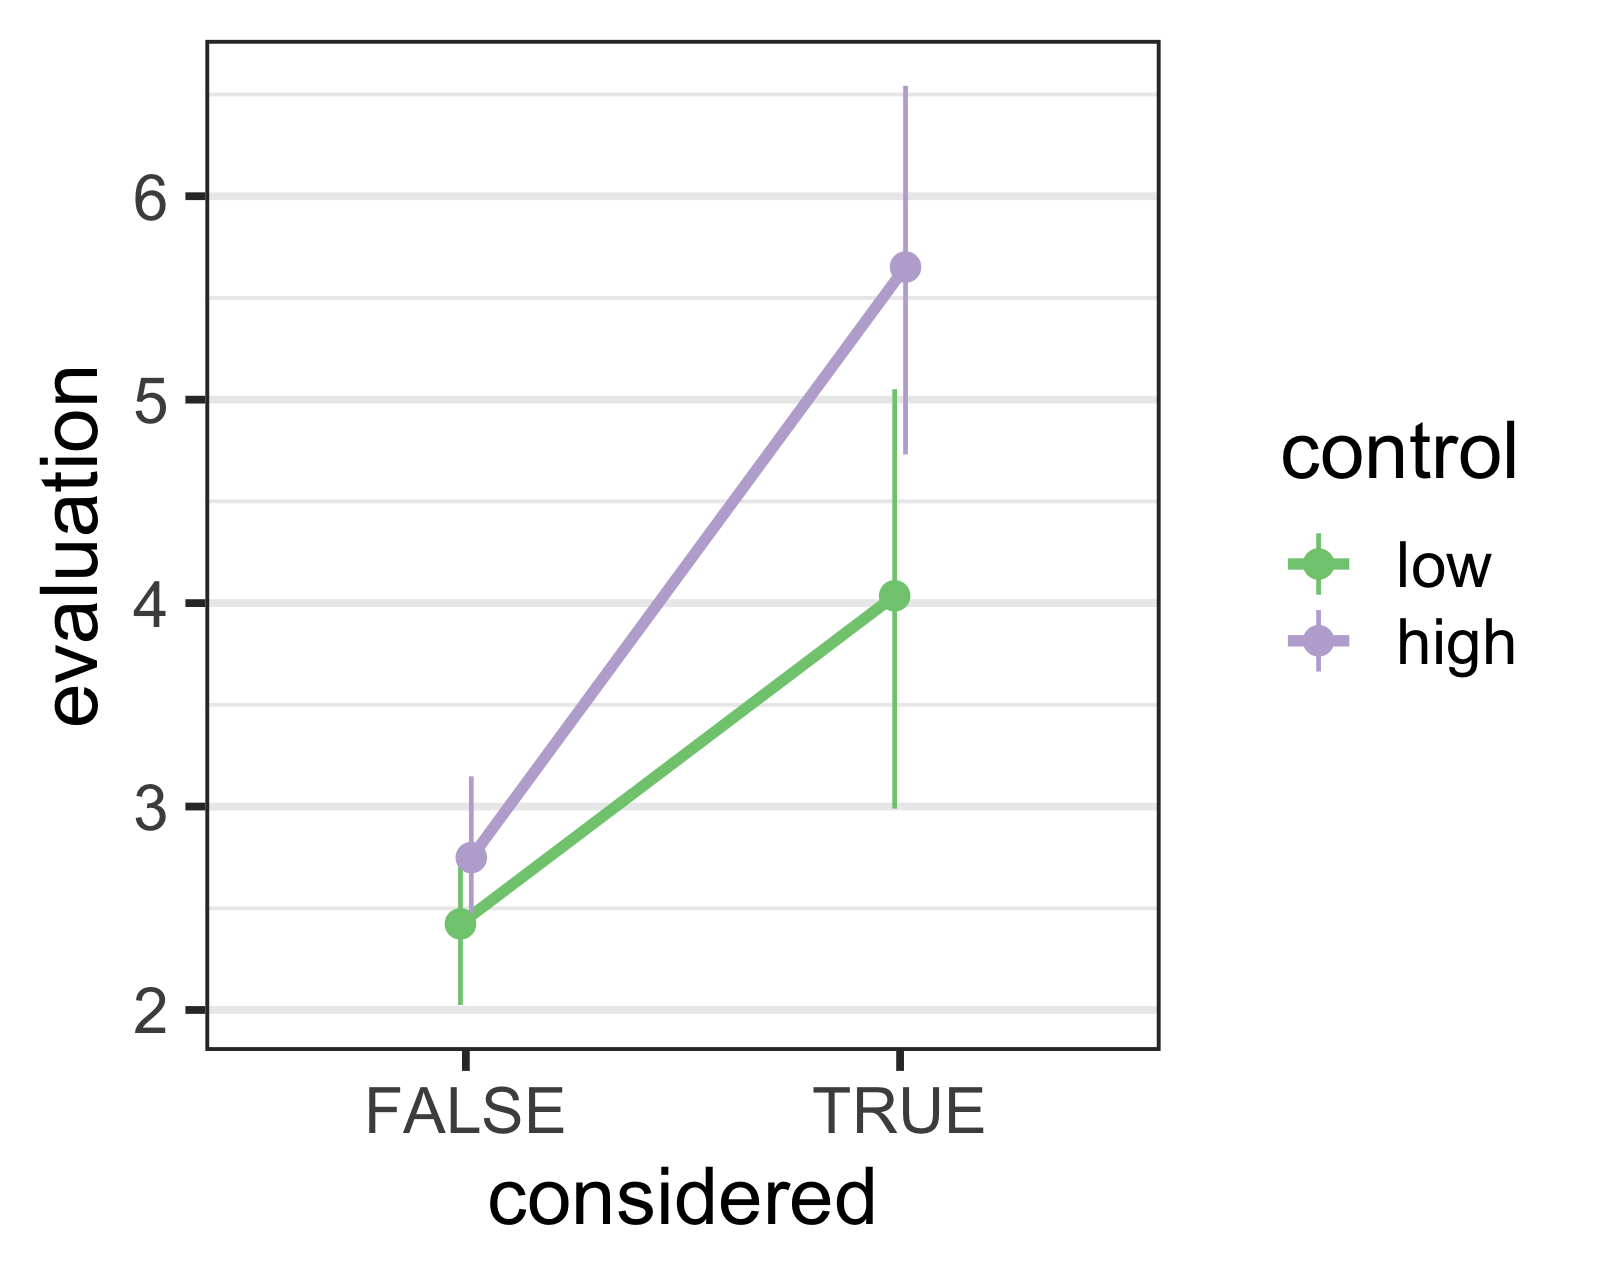 evaluation
6
5
4
3
2
FALSE TRUE
considered
control
low
high